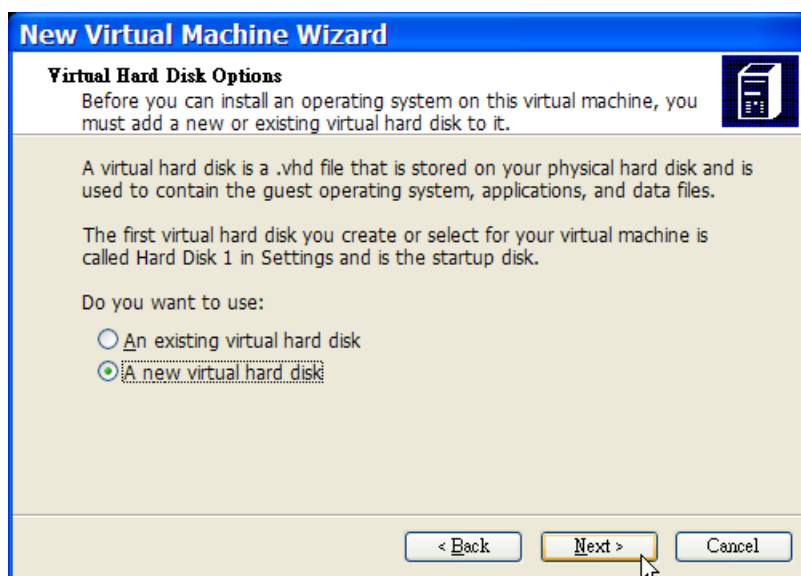 New Virtual Machine Wizard
Virtual Hard Disk Options
Before you can install an operating system on this virtual machine, you
must add a new or existing virtual hard disk to it.
A virtual hard disk is a .vhd file that is stored on your physical hard disk and is
used to contain the guest operating system, applications, and data files.
The first virtual hard disk you create or select for your virtual machine is
called Hard Disk 1 in Settings and is the startup disk.
Do you want to use:
An existing virtual hard disk
A new virtual hard disk
< Back Next > Cancel